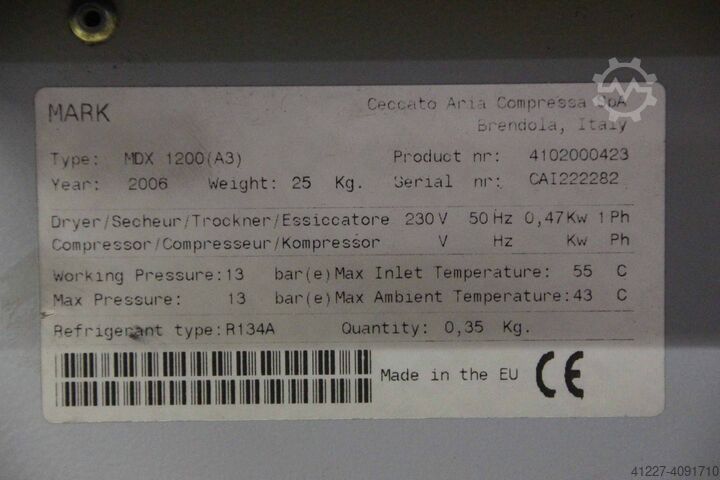 MARK
Ceccato Aria Compressa SpA
Brendola, Italy
Type: MDX 1200(A3) Product nr: 4102000423
Year: 2006 Weight: 25 Kg. Serial nr: CAI222282
Dryer/Secheur/Trockner/Essiccatore 230 V 50 Hz 0,47 Kw 1 Ph
Compressor/Compresseur/Kompressor V Hz Kw Ph
Working Pressure: 13 bar(e) Max Inlet Temperature: 55 C
Max Pressure: 13 bar(e) Max Ambient Temperature: 43 C
Refrigerant type: R134A Quantity: 0,35 Kg.
Made in the EU CE
41227-4091710